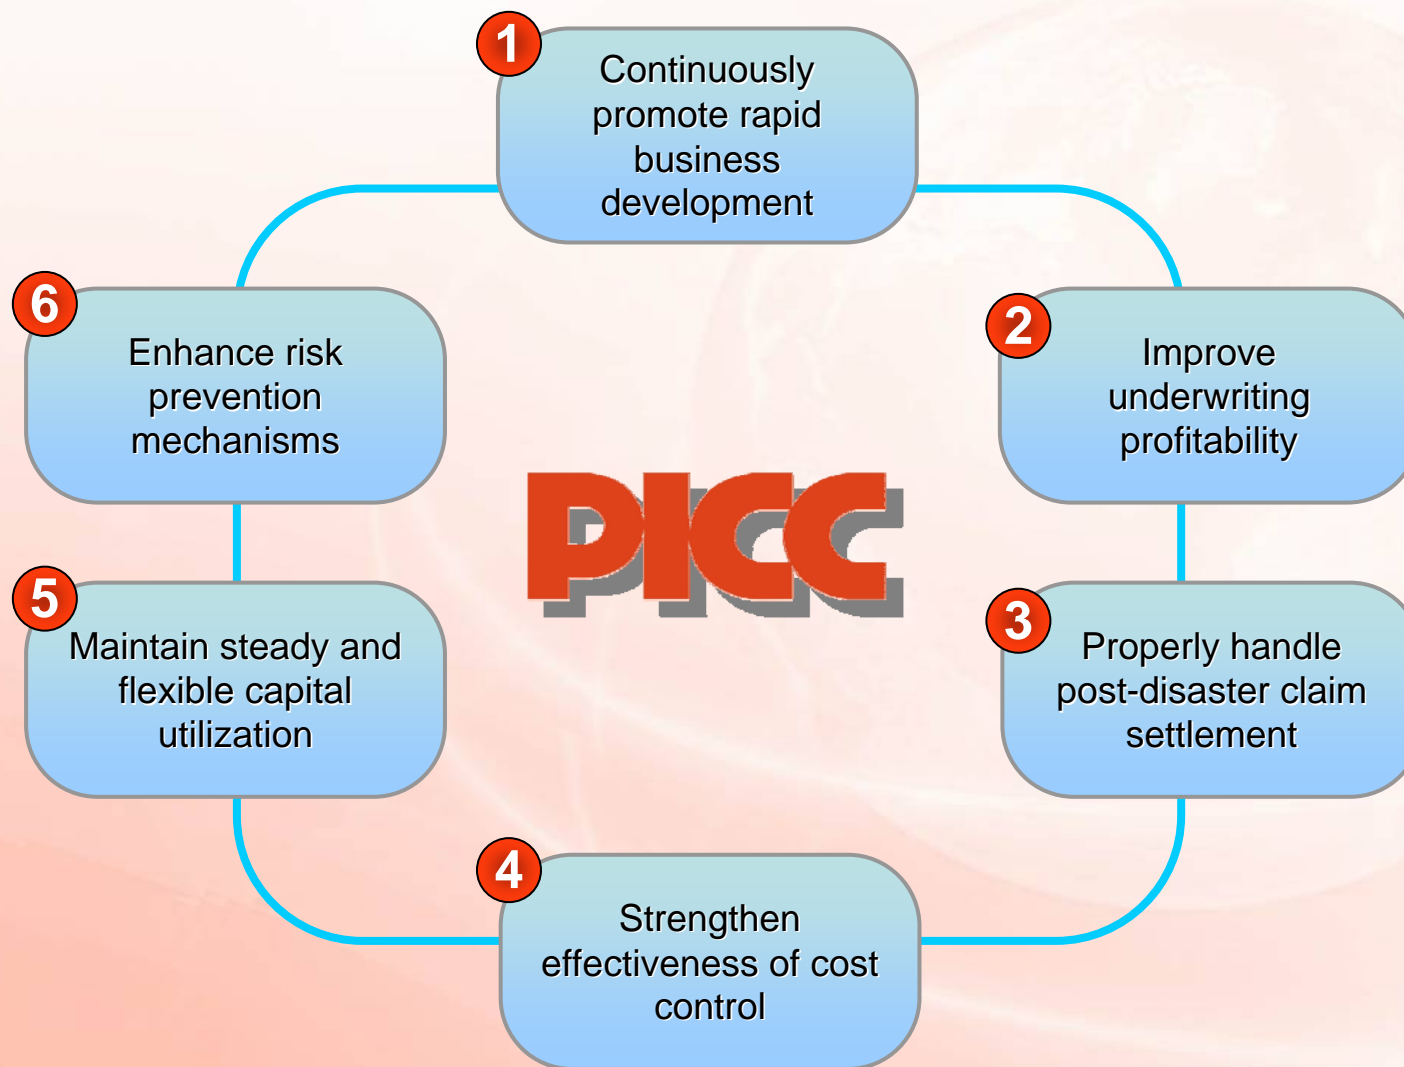 1
Continuously
promote rapid
business
development
2
Improve
underwriting
profitability
3
Properly handle
post-disaster claim
settlement
4
Strengthen
effectiveness of cost
control
5
Maintain steady and
flexible capital
utilization
6
Enhance risk
prevention
mechanisms
PICC